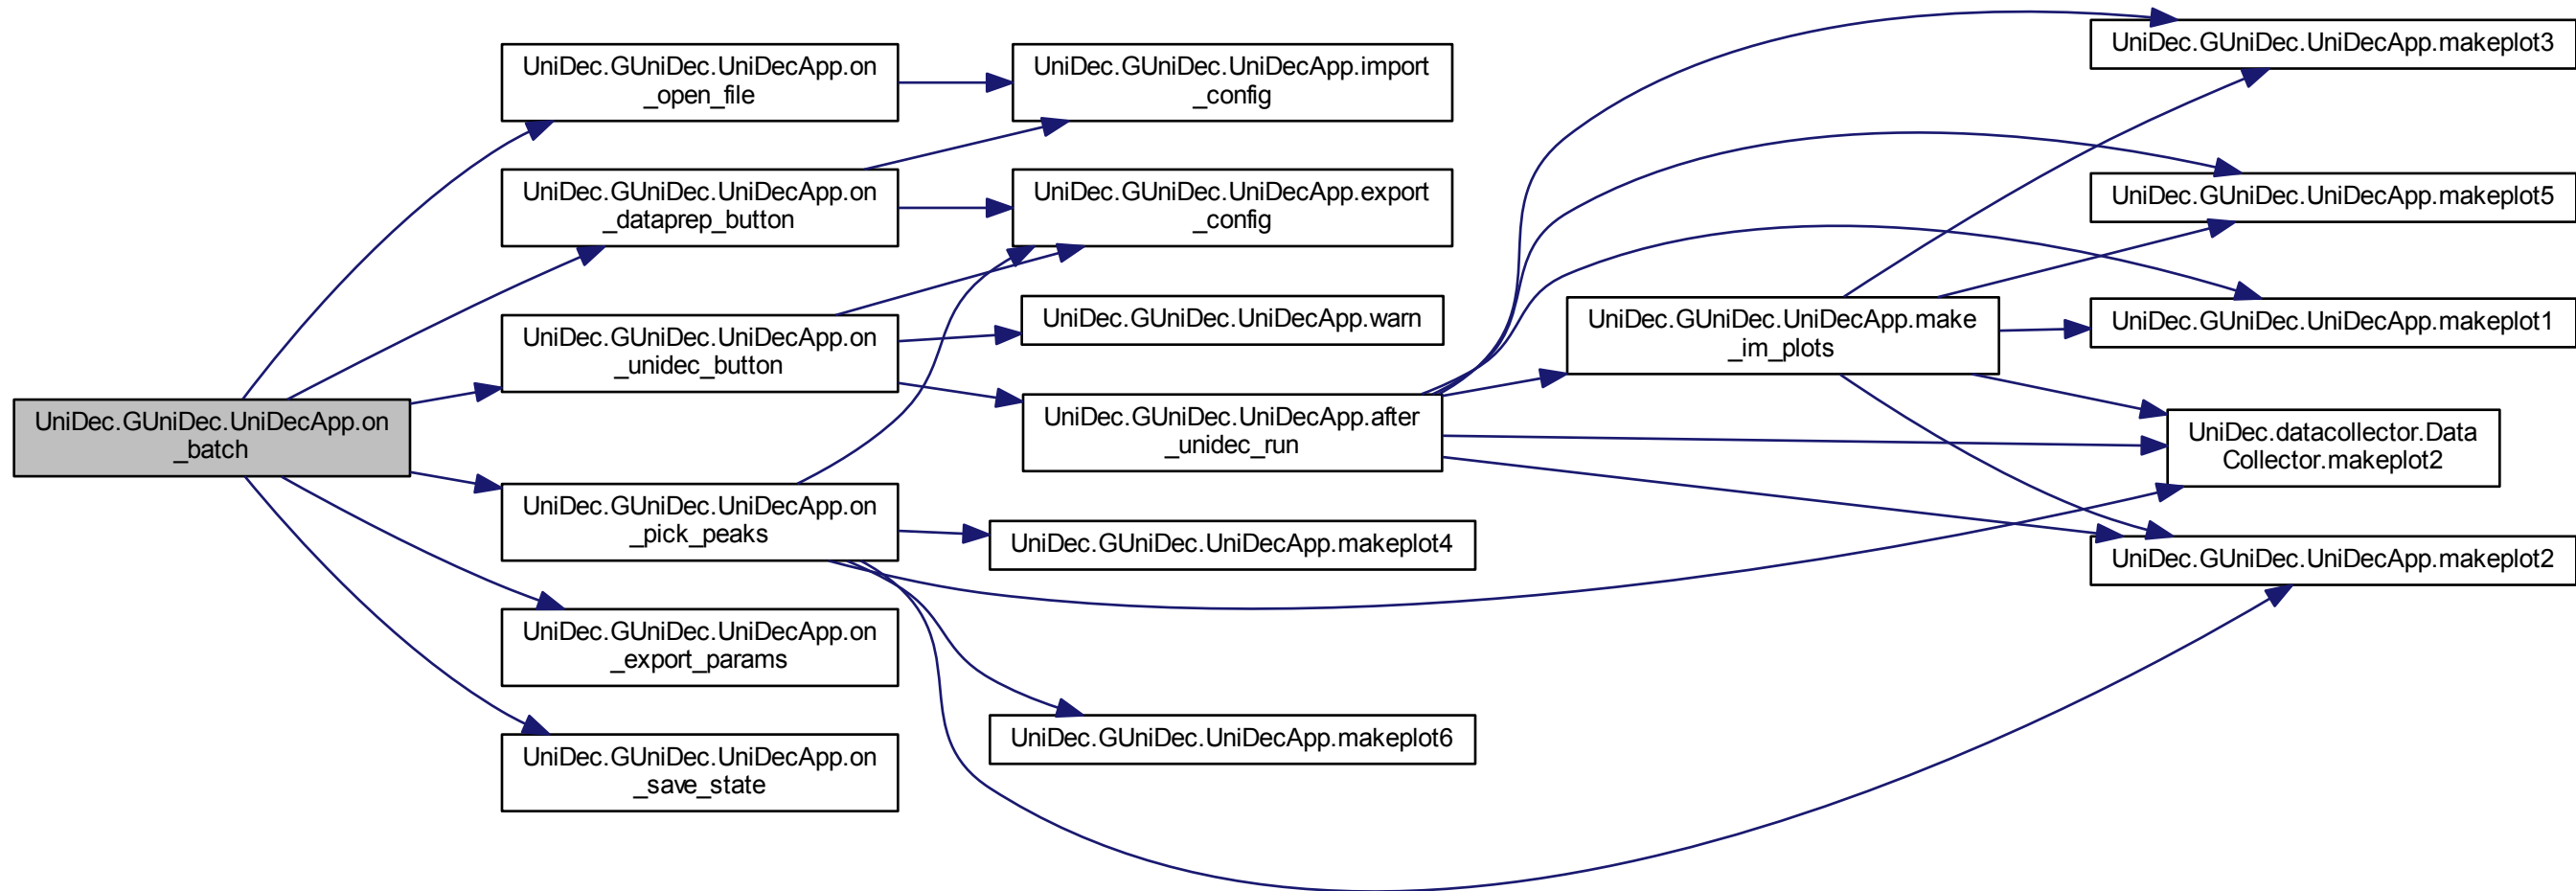 UniDec.GUniDec.UniDecApp.on
_batch
UniDec.GUniDec.UniDecApp.on
_open_file
UniDec.GUniDec.UniDecApp.on
_dataprep_button
UniDec.GUniDec.UniDecApp.on
_unidec_button
UniDec.GUniDec.UniDecApp.on
_pick_peaks
UniDec.GUniDec.UniDecApp.on
_export_params
UniDec.GUniDec.UniDecApp.on
_save_state
UniDec.GUniDec.UniDecApp.import
_config
UniDec.GUniDec.UniDecApp.export
_config
UniDec.GUniDec.UniDecApp.warn
UniDec.GUniDec.UniDecApp.after
_unidec_run
UniDec.GUniDec.UniDecApp.makeplot4
UniDec.GUniDec.UniDecApp.makeplot6
UniDec.GUniDec.UniDecApp.make
_im_plots
UniDec.GUniDec.UniDecApp.makeplot3
UniDec.GUniDec.UniDecApp.makeplot5
UniDec.GUniDec.UniDecApp.makeplot1
UniDec.datacollector.Data
Collector.makeplot2
UniDec.GUniDec.UniDecApp.makeplot2